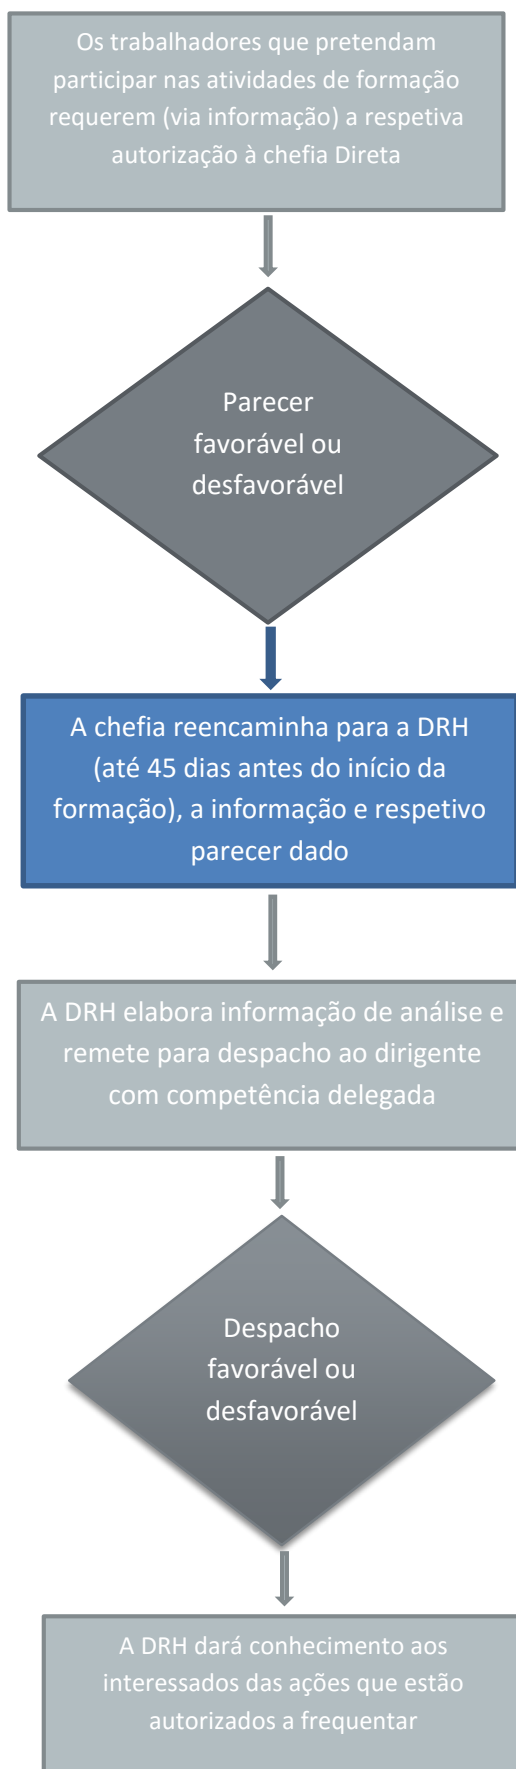 Os trabalhadores que pretendam
participar nas atividades de formação
requerem (via informação) a respetiva
autorização à chefia Direta
Parecer
favorável ou
desfavorável
A chefia reencaminha para a DRH
(até 45 dias antes do início da
formação), a informação e respetivo
parecer dado
A DRH elabora informação de análise e
remete para despacho ao dirigente
com competência delegada
Despacho
favorável ou
desfavorável
A DRH dará conhecimento aos
interessados das ações que estão
autorizados a frequentar